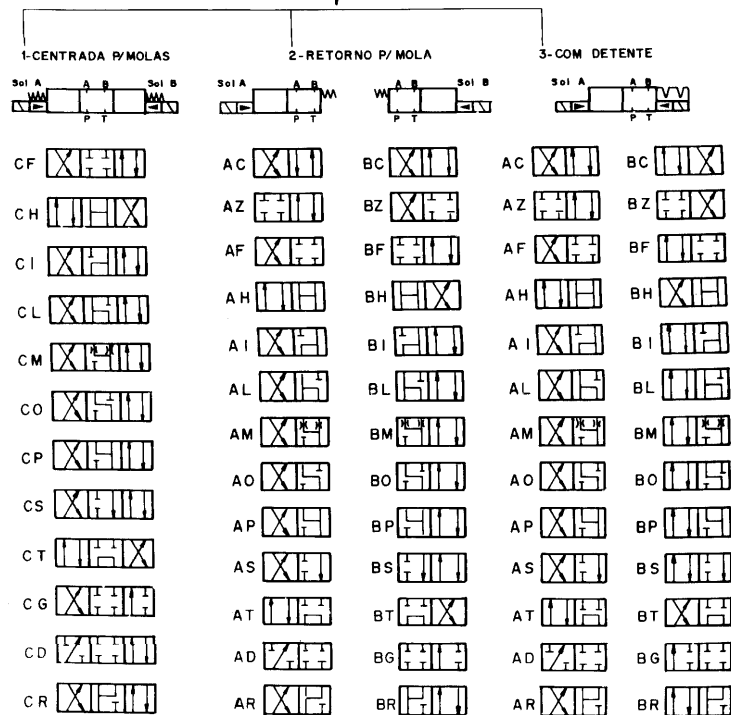 1-CENTRADA P/MOLAS 2-RETORNO P/ MOLA 3-COM DETENTE
Sol A A B Sol B Sol A A B A B Sol B Sol A A B Sol B
P T P T P T P T
CF AC BC AC BC
CH AZ BZ AZ BZ
CI AF BF AF BF
CL AH BH AH BH
CM AI BI AI BI
CO AL BL AL BL
CP AM BM AM BM
CS AO BO AO BO
CT AP BP AP BP
CG AS BS AS BS
CD AT BT AT BT
CR AD BG AD BG
AR BR AR BR